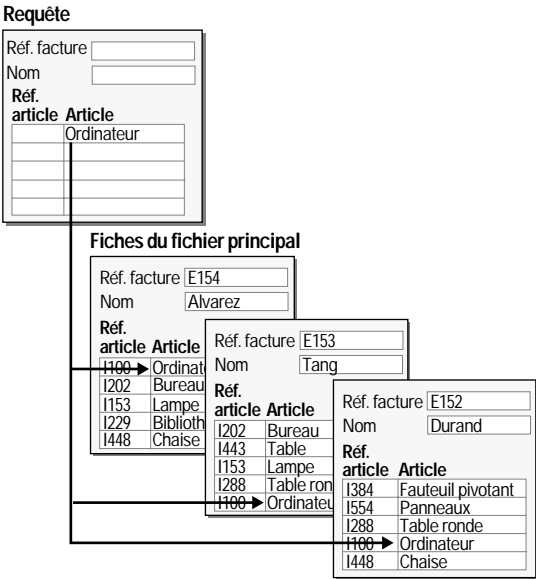 Requête
Réf. facture
Nom
Réf.
article Article
Ordinateur
Fiches du fichier principal
Réf. facture E154
Nom Alvarez
Réf.
article Article
I100 Ordinat
I202 Bureau
I153 Lampe
I229 Biblioth
I448 Chaise
Réf. facture E153
Nom Tang
Réf.
article Article
I202 Bureau
I443 Table
I153 Lampe
I288 Table ron
I100 Ordinateu
Réf. facture E152
Nom Durand
Réf.
article Article
I384 Fauteuil pivotant
I554 Panneaux
I288 Table ronde
I100 Ordinateur
I448 Chaise